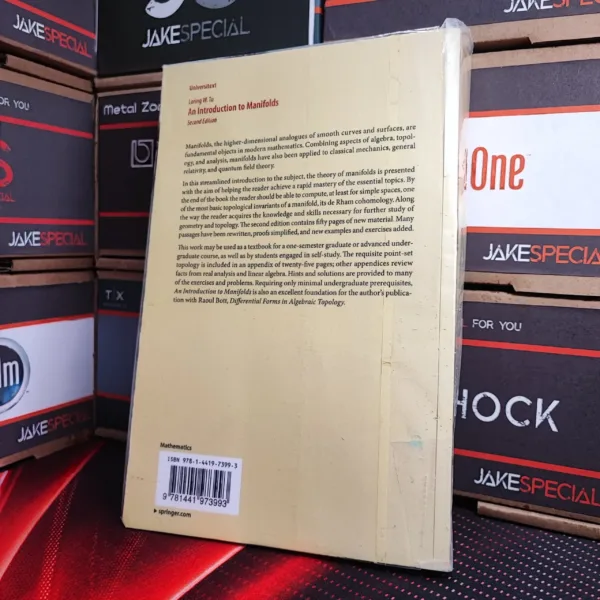 JAKESPECIAL
JAKESPECIAL
JAKESPECIAL
OR YOU
JAKESPECIAL
Metal Zo
TX
lm
JAKESPECIAL
Universitext
Loring W. Tu
An Introduction to Manifolds
Second Edition
Manifolds, the higher-dimensional analogues of smooth curves and surfaces, are
fundamental objects in modern mathematics. Combining aspects of algebra, topol-
ogy, and analysis, manifolds have also been applied to classical mechanics, general
relativity, and quantum field theory.
In this streamlined introduction to the subject, the theory of manifolds is presented
with the aim of helping the reader achieve a rapid mastery of the essential topics. By
the end of the book the reader should be able to compute, at least for simple spaces, one
of the most basic topological invariants of a manifold, its de Rham cohomology. Along
the way the reader acquires the knowledge and skills necessary for further study of
geometry and topology. The second edition contains fifty pages of new material. Many
passages have been rewritten, proofs simplified, and new examples and exercises added.
This work may be used as a textbook for a one-semester graduate or advanced under-
graduate course, as well as by students engaged in self-study. The requisite point-set
topology is included in an appendix of twenty-five pages; other appendices review
facts from real analysis and linear algebra. Hints and solutions are provided to many
of the exercises and problems. Requiring only minimal undergraduate prerequisites,
An Introduction to Manifolds is also an excellent foundation for the author's publica-
tion with Raoul Bott, Differential Forms in Algebraic Topology.
Mathematics
ISBN 978-1-4419-7399-3
9 781441 973993
springer.com
One
JAKESPECIAL
FOR YOU
HOCK
JAKESPECIAL